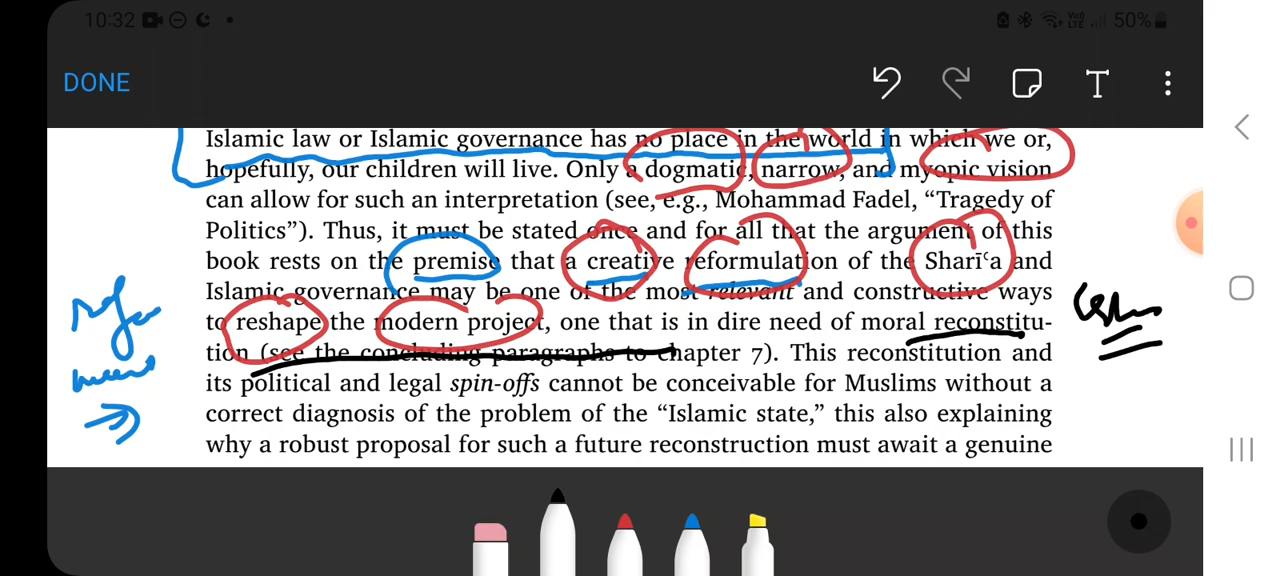 10:32
Vo)) LTE 50%
DONE
T
Islamic law or Islamic governance has no place in the world in which we or,
hopefully, our children will live. Only a dogmatic, narrow, and myopic vision
can allow for such an interpretation (see, e.g., Mohammad Fadel, “Tragedy of
Politics”). Thus, it must be stated once and for all that the argument of this
book rests on the premise that a creative reformulation of the Sharīʿa and
Islamic governance may be one of the most relevant and constructive ways
to reshape the modern project, one that is in dire need of moral reconstitu-
tion (see the concluding paragraphs to chapter 7). This reconstitution and
its political and legal spin-offs cannot be conceivable for Muslims without a
correct diagnosis of the problem of the “Islamic state,” this also explaining
why a robust proposal for such a future reconstruction must await a genuine